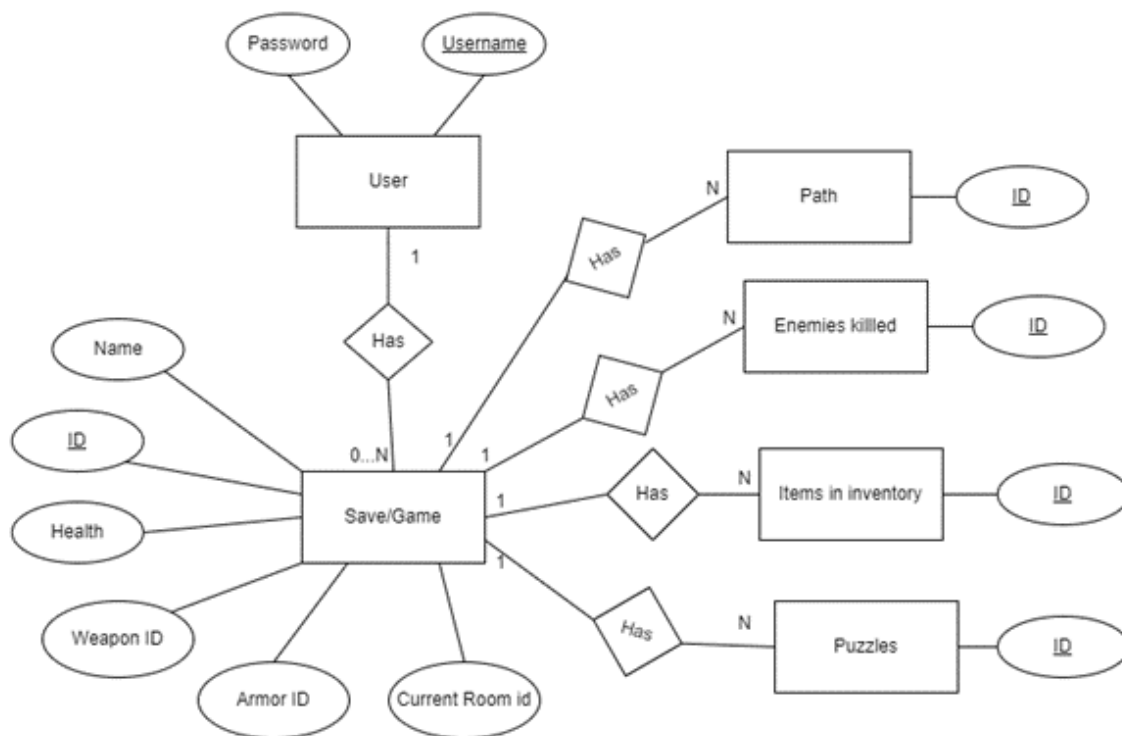 Password
Username
User
1
Has
0...N
Path
N
ID
Has
1
Enemies killled
N
ID
Has
1
Name
ID
Health
Weapon ID
Armor ID
Current Room id
Save/Game
1
Has
N
Items in inventory
ID
1
Has
N
Puzzles
ID